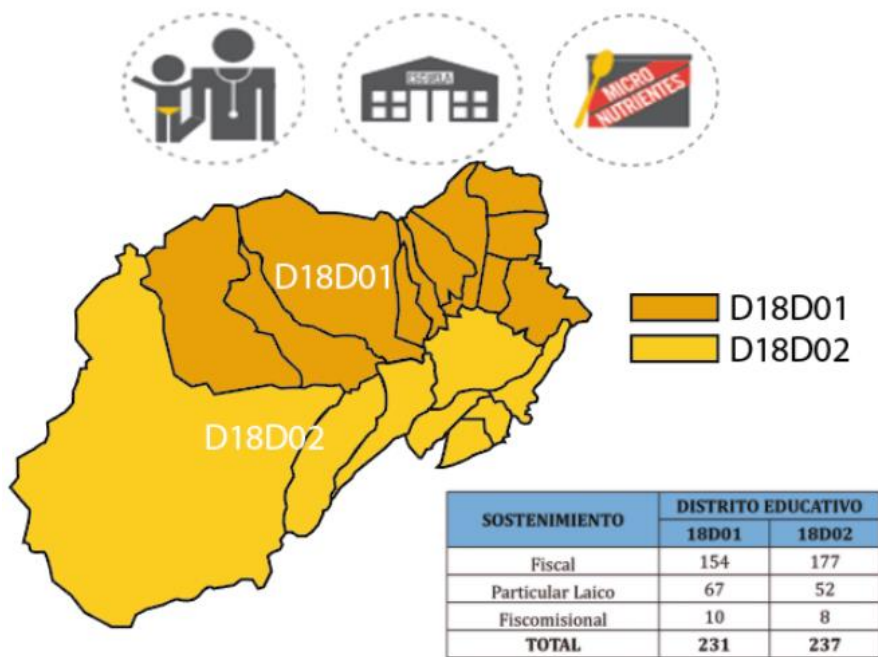 ESCUELA
MICRO
NUTRIENTES
D18D01
D18D02
D18D01
D18D02
SOSTENIMIENTO DISTRITO EDUCATIVO
18D01 18D02
Fiscal 154 177
Particular Laico 67 52
Fiscomisional 10 8
TOTAL 231 237